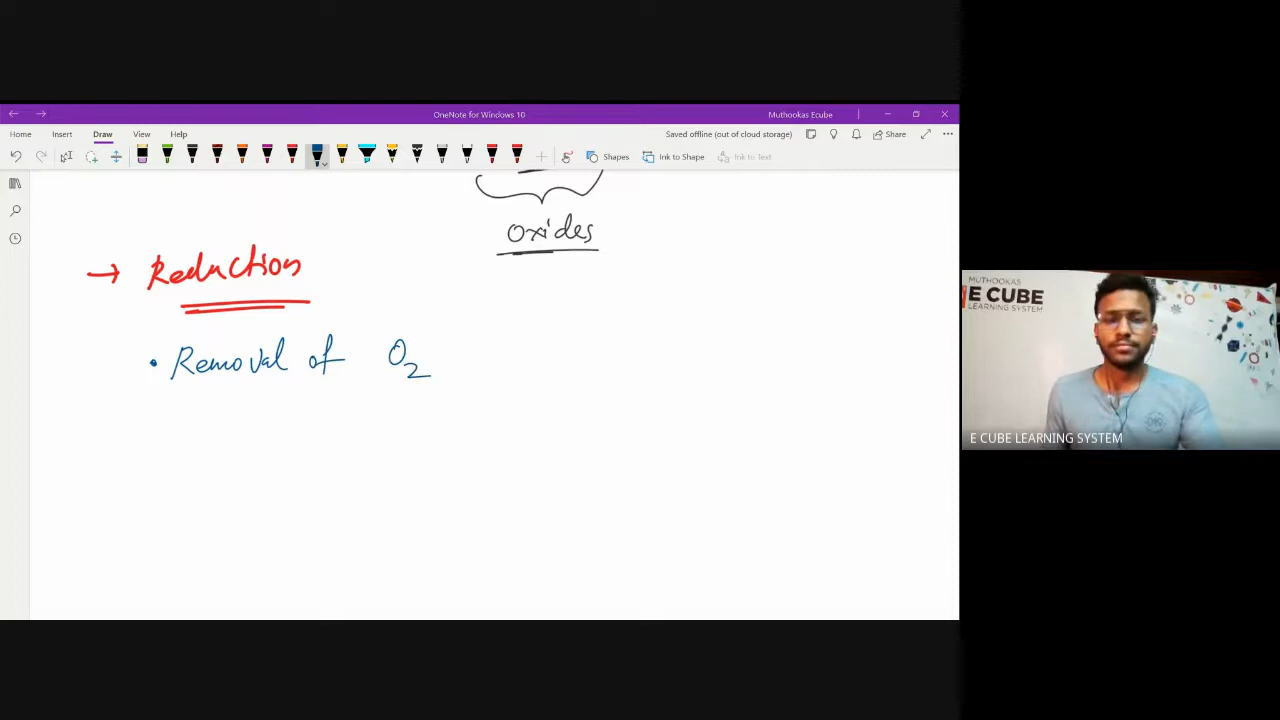 OneNote for Windows 10
Muthookas Ecube
Home Insert Draw View Help
Saved offline (out of cloud storage)
Share
Shapes
Ink to Shape
Ink to Text
oxides
→ Reduction
• Removal of O₂
MUTHOOKAS
E CUBE
LEARNING SYSTEM
E CUBE LEARNING SYSTEM